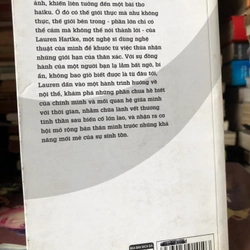 ảnh, khiến liên tưởng đến một bài thơ
haiku. Ở đó có thế giới thực mà như không
thực, thế giới bên trong - phần lớn chỉ có
thể cảm mà không thể nói thành lời - của
Lauren Hartke, một nghệ sĩ dùng nghệ
thuật của mình để khước từ việc thừa nhận
những giới hạn của thân xác. Với sự đồng
hành của một người bạn lạ lẫm bất ngờ, bí
ẩn, không bao giờ biết được là từ đâu tới,
Lauren dấn vào một hành trình hướng về
nội thể, khám phá những phần chưa hề biết
của chính mình và mối quan hệ giữa mình
với thời gian, nhằm chữa lành vết thương
tinh thần sau biến cố lớn lao, và nhận ra cơ
hội mở rộng bản thân mình trước những khả
năng mới mẻ của sự sinh tồn.